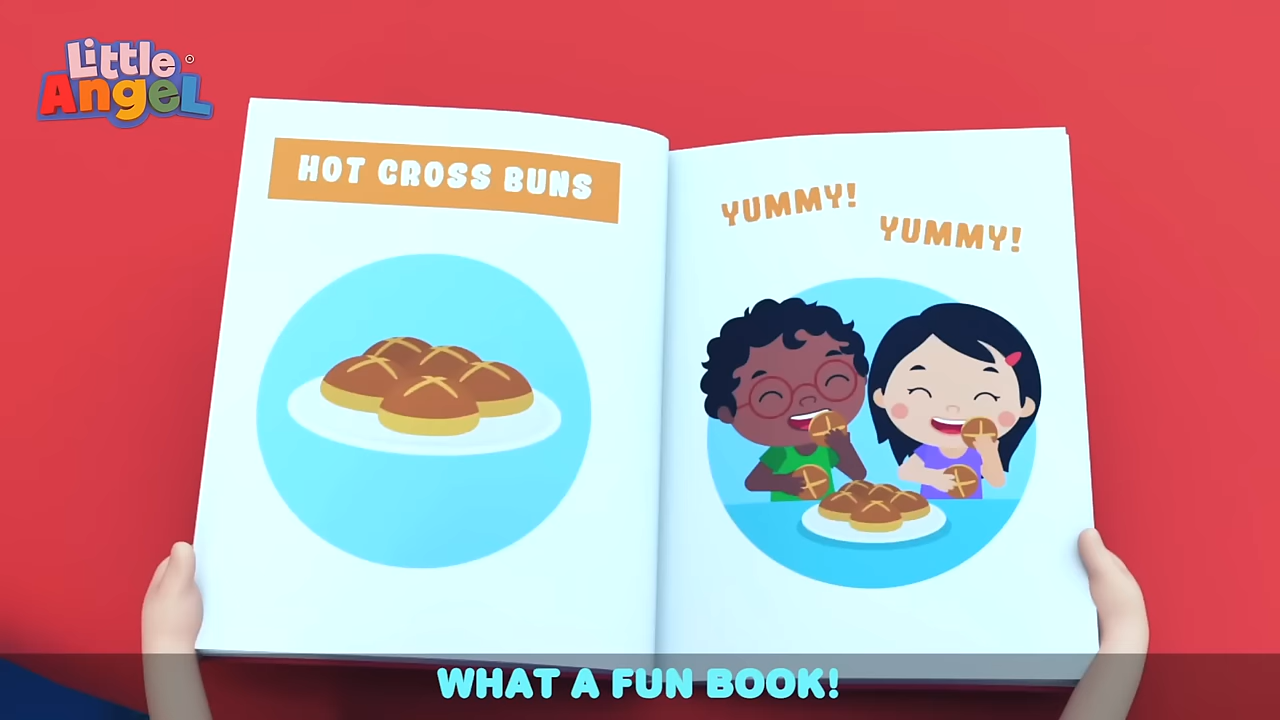 Little
Angel
HOT CROSS BUNS
YUMMY!
YUMMY!
WHAT A FUN BOOK!